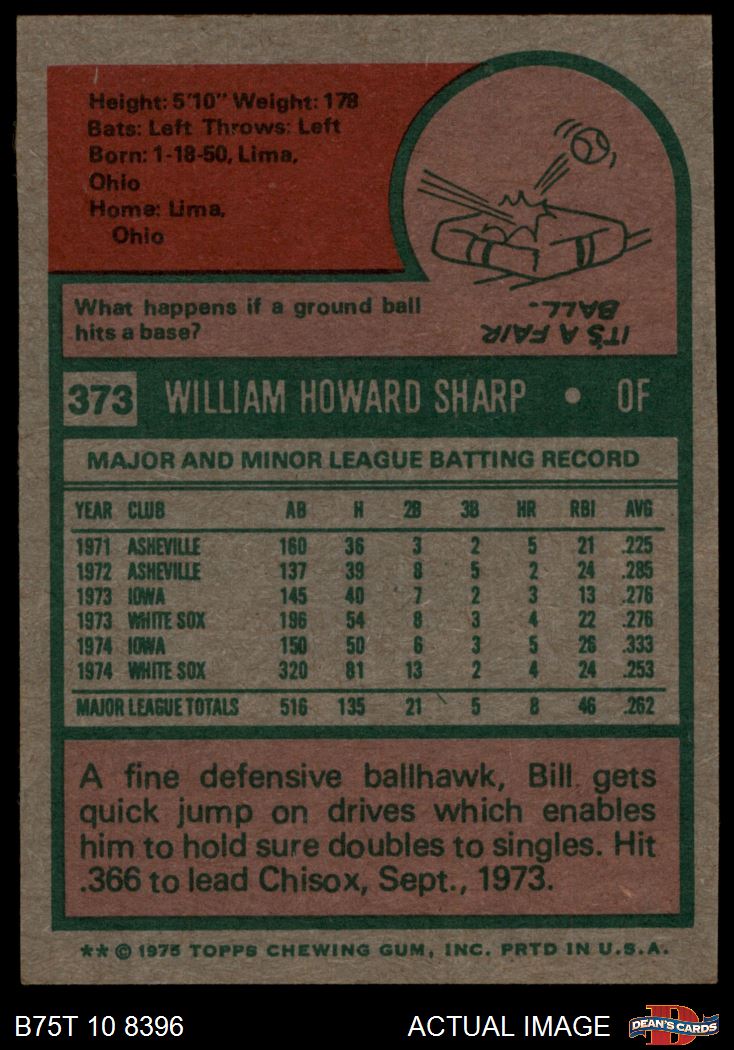 Height: 5'10" Weight: 178
Bats: Left Throws: Left
Born: 1-18-50, Lima,
Ohio
Home: Lima,
Ohio
What happens if a ground ball
hits a base?
IT'S A FAIR
BALL.
373 WILLIAM HOWARD SHARP • OF
MAJOR AND MINOR LEAGUE BATTING RECORD
YEAR CLUB AB H 2B 3B HR RBI AVG
1971 ASHEVILLE 160 36 3 2 5 21 .225
1972 ASHEVILLE 137 39 8 5 2 24 .285
1973 IOWA 145 40 7 2 3 13 .276
1973 WHITE SOX 196 54 8 3 4 22 .276
1974 IOWA 150 50 6 3 5 26 .333
1974 WHITE SOX 320 81 13 2 4 24 .253
MAJOR LEAGUE TOTALS 516 135 21 5 8 46 .262
A fine defensive ballhawk, Bill gets
quick jump on drives which enables
him to hold sure doubles to singles. Hit
.366 to lead Chisox, Sept., 1973.
** © 1975 TOPPS CHEWING GUM, INC. PRTD IN U.S.A.
B75T 10 8396 ACTUAL IMAGE DEAN'S CARDS